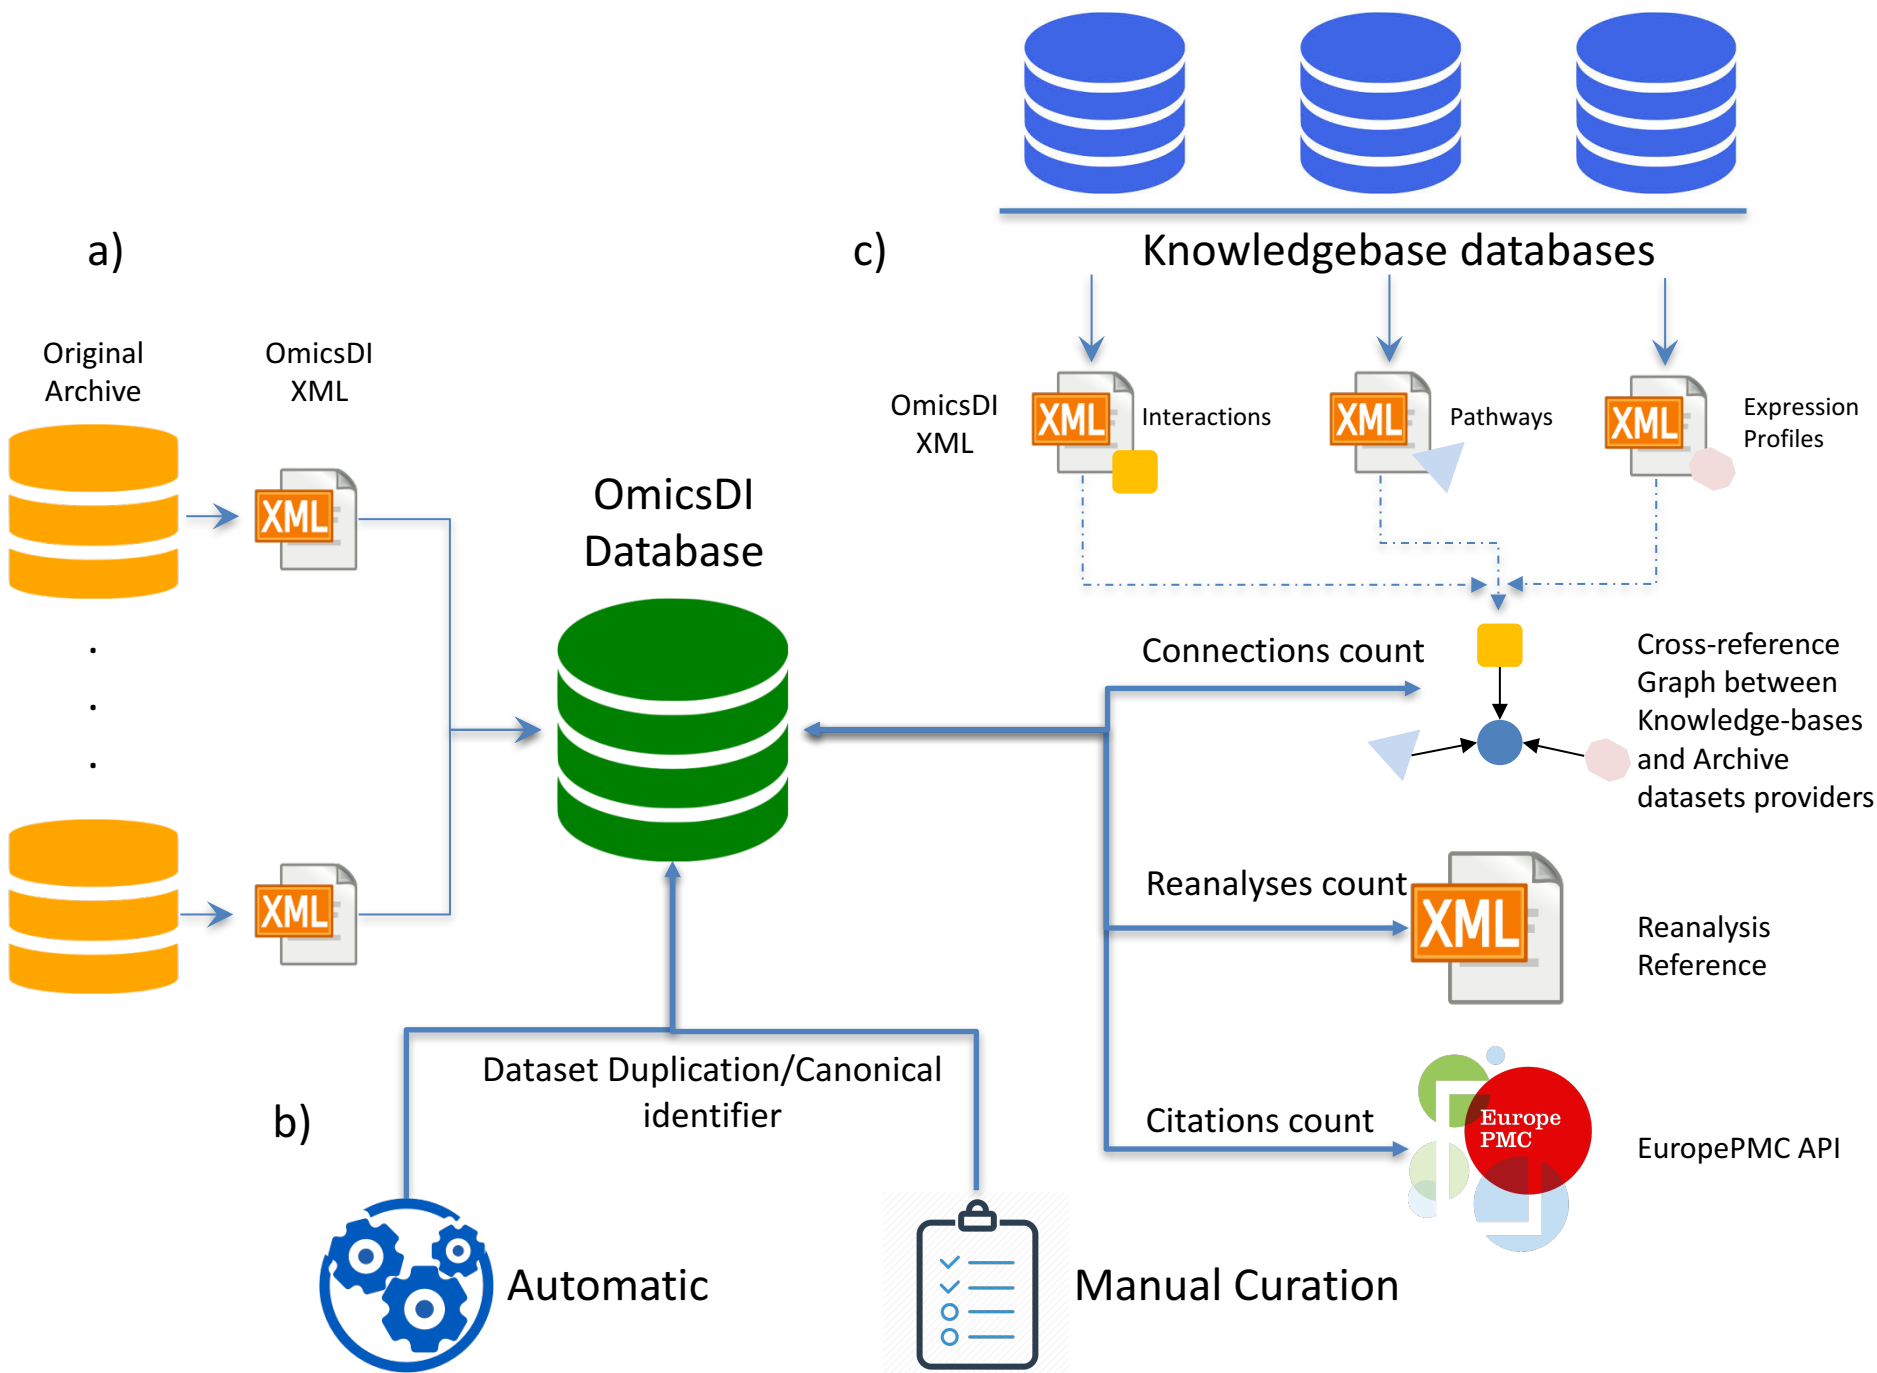 a)
Original
Archive
OmicsDI
XML
XML
.
.
.
XML
OmicsDI
Database
b)
Dataset Duplication/Canonical
identifier
Automatic
Manual Curation
c)
Knowledgebase databases
OmicsDI
XML
XML
Interactions
XML
Pathways
XML
Expression
Profiles
Connections count
Cross-reference
Graph between
Knowledge-bases
and Archive
datasets providers
Reanalyses count
XML
Reanalysis
Reference
Citations count
Europe
PMC
EuropePMC API